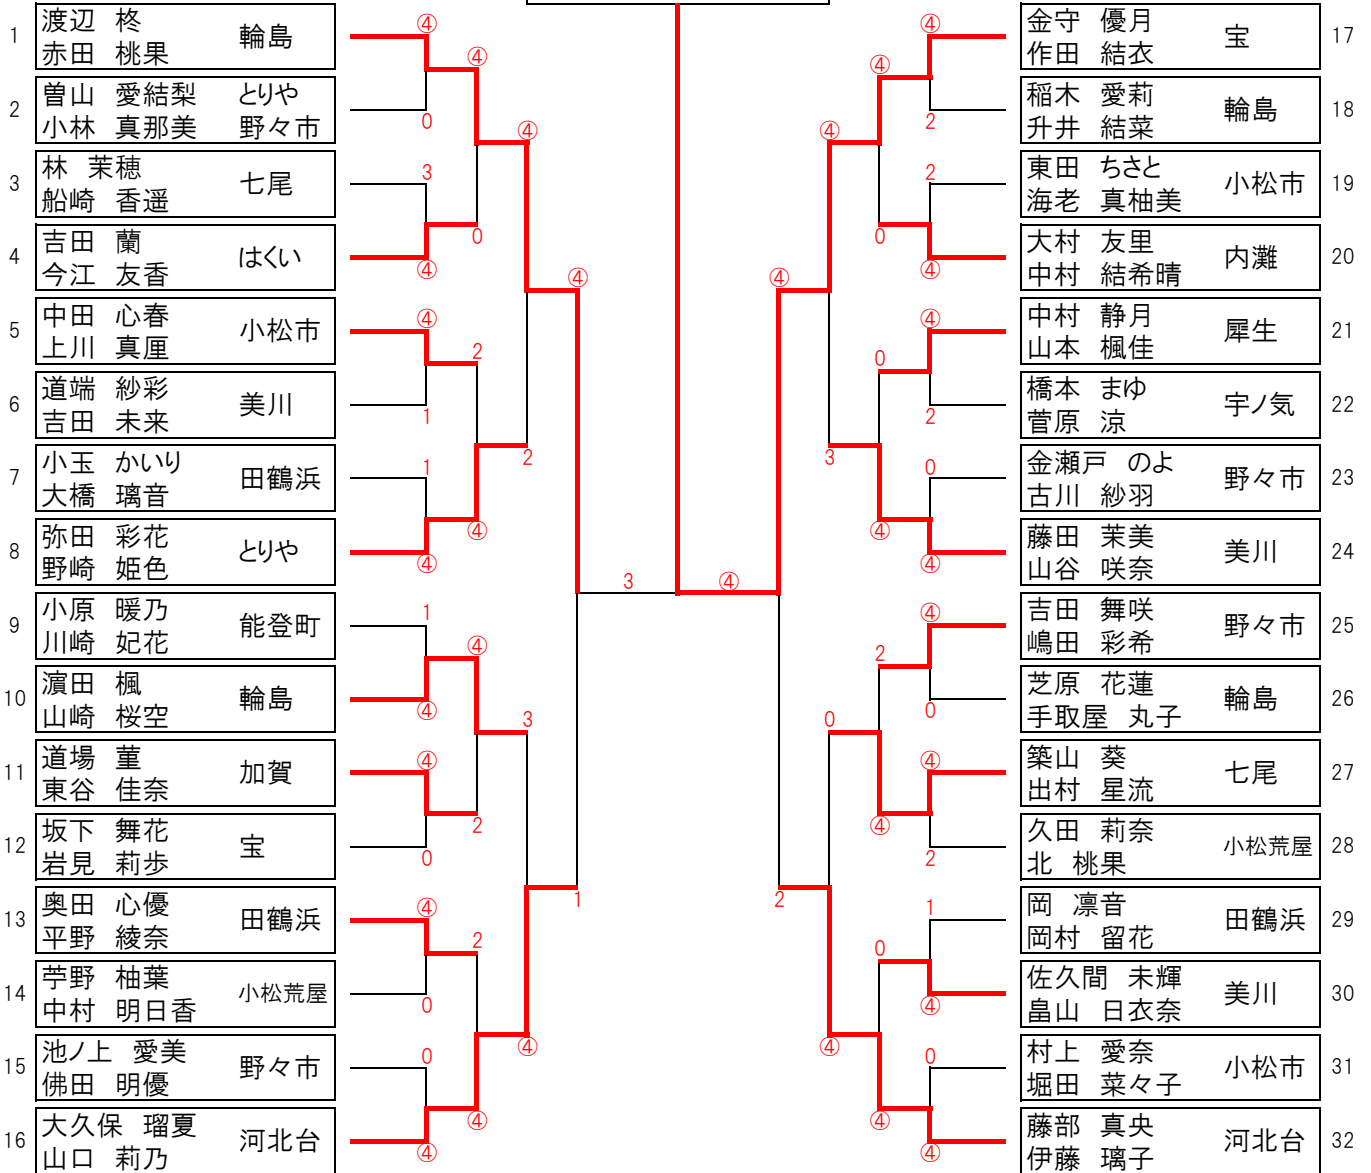 1 渡辺 柊 輪島
赤田 桃果
2 曽山 愛結梨 とりや
小林 真那美 野々市
3 林 茉穂 七尾
船崎 香遥
4 吉田 蘭 はくい
今江 友香
5 中田 心春 小松市
上川 真厘
6 道端 紗彩 美川
吉田 未来
7 小玉 かいり 田鶴浜
大橋 璃音
8 弥田 彩花 とりや
野崎 姫色
9 小原 暖乃 能登町
川崎 妃花
10 濵田 楓 輪島
山崎 桜空
11 道場 菫 加賀
東谷 佳奈
12 坂下 舞花 宝
岩見 莉歩
13 奥田 心優 田鶴浜
平野 綾奈
14 苧野 柚葉 小松荒屋
中村 明日香
15 池ノ上 愛美 野々市
佛田 明優
16 大久保 瑠夏 河北台
山口 莉乃
④
0
3
④
④
1
1
④
1
④
④
0
④
0
0
④
④
0
2
④
④
2
2
④
④
2
3
④
④
1
3
④
④
2
④
3
0
④
④
0
0
④
2
④
0
④
④
2
2
④
④
2
0
④
④
0
④
2
1
④
0
④
金守 優月 宝 17
作田 結衣
稲木 愛莉 輪島 18
升井 結菜
東田 ちさと 小松市 19
海老 真柚美
大村 友里 内灘 20
中村 結希晴
中村 静月 犀生 21
山本 楓佳
橋本 まゆ 宇ノ気 22
菅原 涼
金瀬戸 のよ 野々市 23
古川 紗羽
藤田 茉美 美川 24
山谷 咲奈
吉田 舞咲 野々市 25
嶋田 彩希
芝原 花蓮 輪島 26
手取屋 丸子
築山 葵 七尾 27
出村 星流
久田 莉奈 小松荒屋 28
北 桃果
岡 凛音 田鶴浜 29
岡村 留花
佐久間 未輝 美川 30
畠山 日衣奈
村上 愛奈 小松市 31
堀田 菜々子
藤部 真央 河北台 32
伊藤 璃子